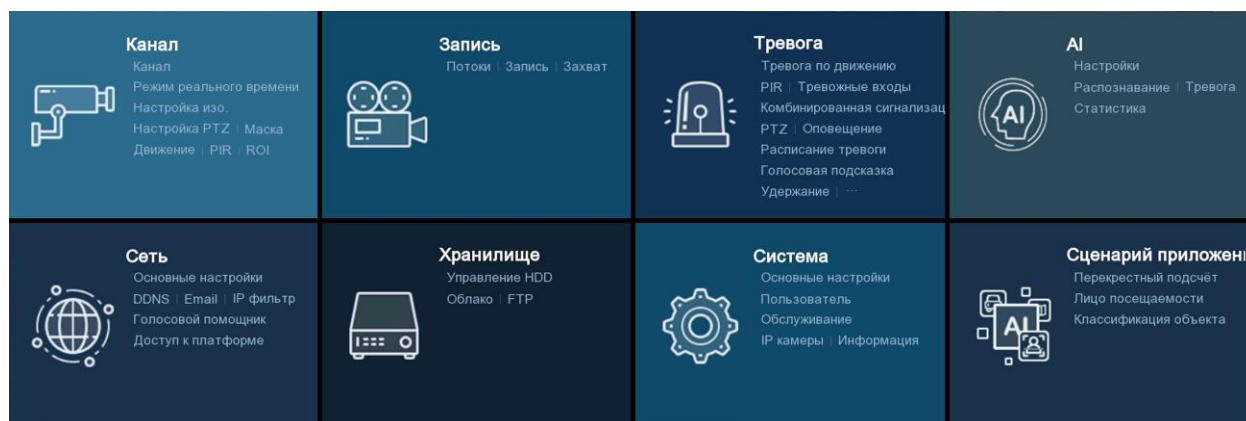 Канал
Канал
Режим реального времени
Настройка изо.
Настройка PTZ | Маска
Движение | PIR | ROI
Запись
Потоки | Запись | Захват
Тревога
Тревога по движению
PIR | Тревожные входы
Комбинированная сигнализац
PTZ | Оповещение
Расписание тревоги
Голосовая подсказка
Удержание | ...
AI
Настройки
Распознавание | Тревога
Статистика
AI
Сеть
Основные настройки
DDNS | Email | IP фильтр
Голосовой помощник
Доступ к платформе
Хранилище
Управление HDD
Облако | FTP
Система
Основные настройки
Пользователь
Обслуживание
IP камеры | Информация
Сценарий приложен
Перекрестный подсчёт
Лицо посещаемости
Классификация объекта
AI